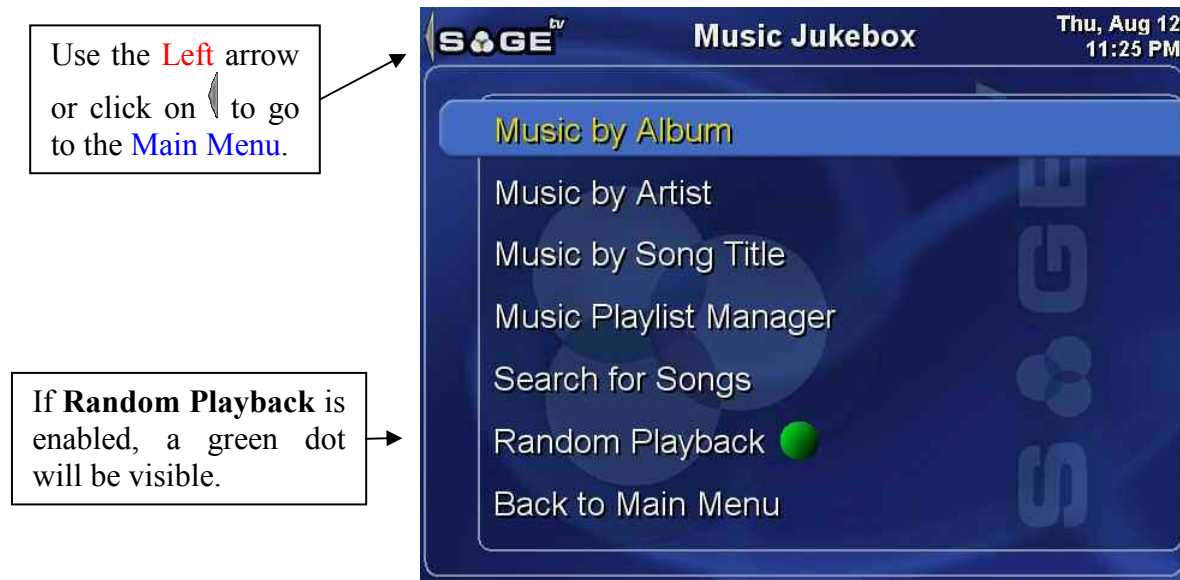 Use the Left arrow
or click on to go
to the Main Menu.
If Random Playback is
enabled, a green dot
will be visible.
SAGE tv
Music Jukebox
Thu, Aug 12
11:25 PM
Music by Album
Music by Artist
Music by Song Title
Music Playlist Manager
Search for Songs
Random Playback
Back to Main Menu
SAGE